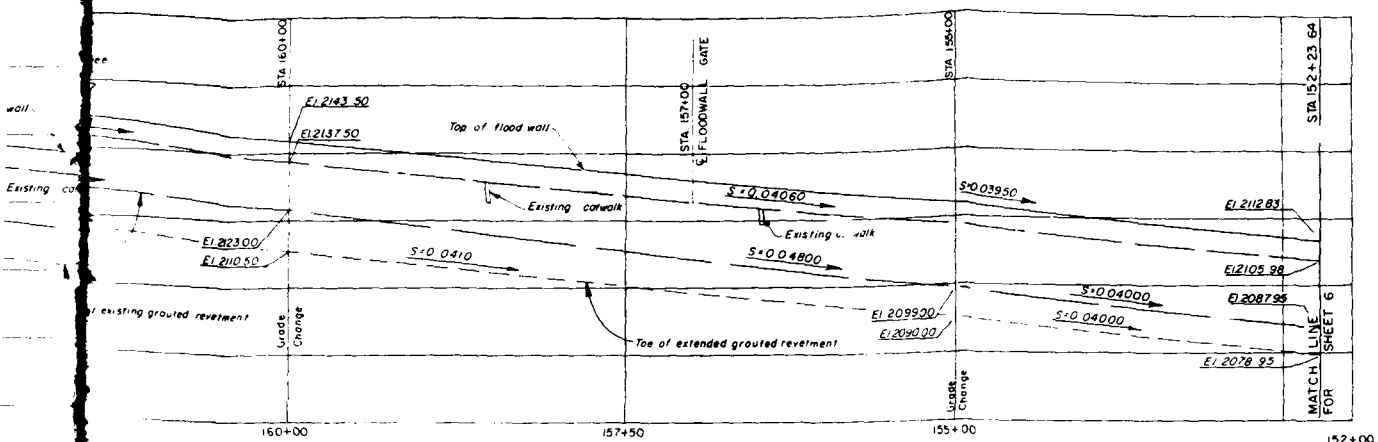 STA 160+00
STA 157+00
℄ FLOODWALL GATE
STA 155+00
STA 152+23 64
El. 2143.50
El. 2137.50
Top of flood wall
wall
Existing
Existing catwalk
Existing
S=0.04060
S=0.03950
El. 2112.83
El. 2123.00
El. 2110.50
S=0.0410
S=0.04800
El. 2105.98
S=0.04000
El. 2087.95
existing grouted revetment
El. 2099.00
El. 2090.00
S=0.04000
Toe of extended grouted revetment
El. 2078.95
Grade
Change
Grade
Change
MATCH LINE
FOR SHEET 6
160+00
157+50
155+00
152+00